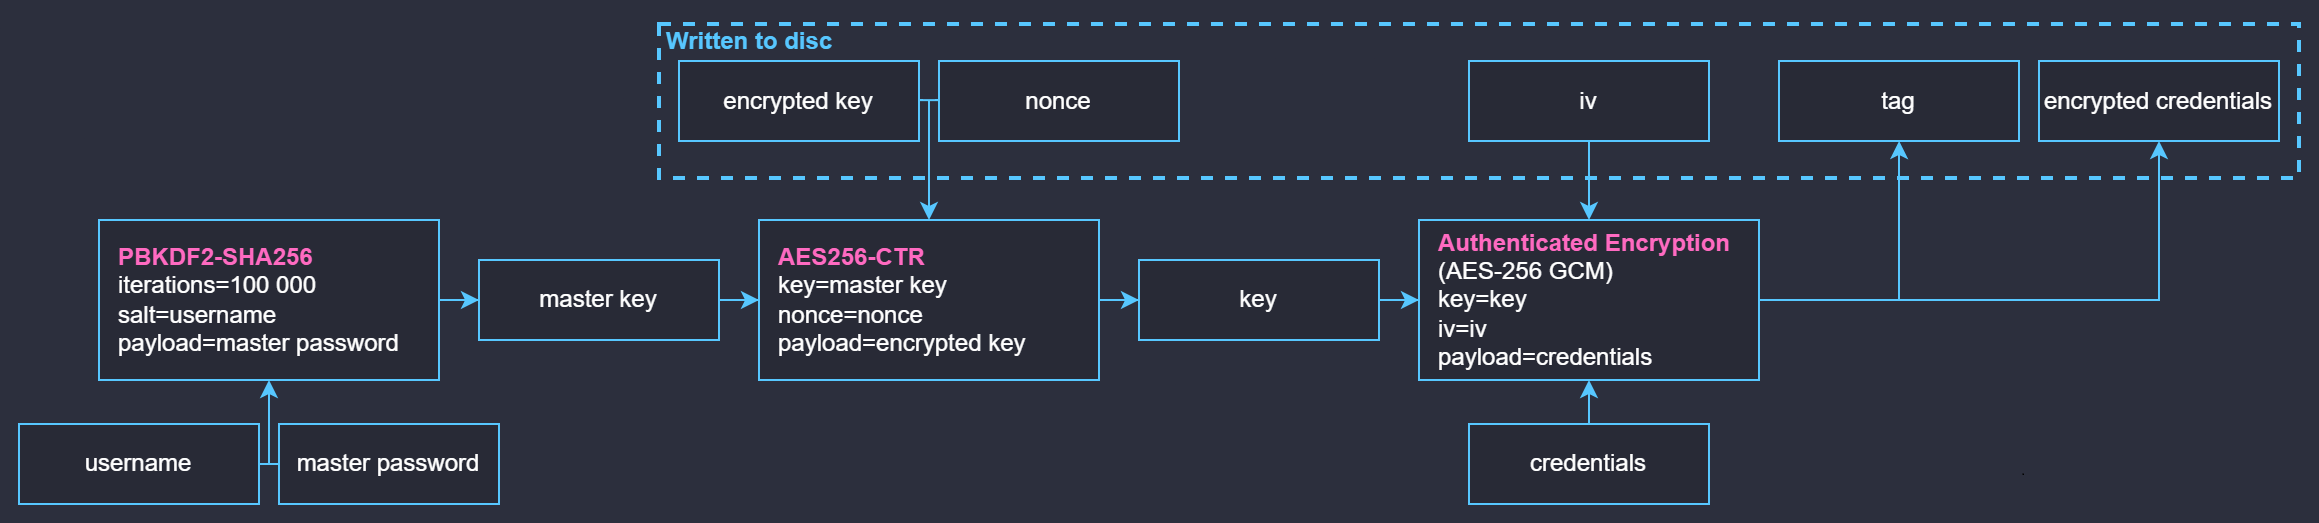 Written to disc
encrypted key
nonce
iv
tag
encrypted credentials
PBKDF2-SHA256
iterations=100 000
salt=username
payload=master password
master key
AES256-CTR
key=master key
nonce=nonce
payload=encrypted key
key
Authenticated Encryption
(AES-256 GCM)
key=key
iv=iv
payload=credentials
username
master password
credentials